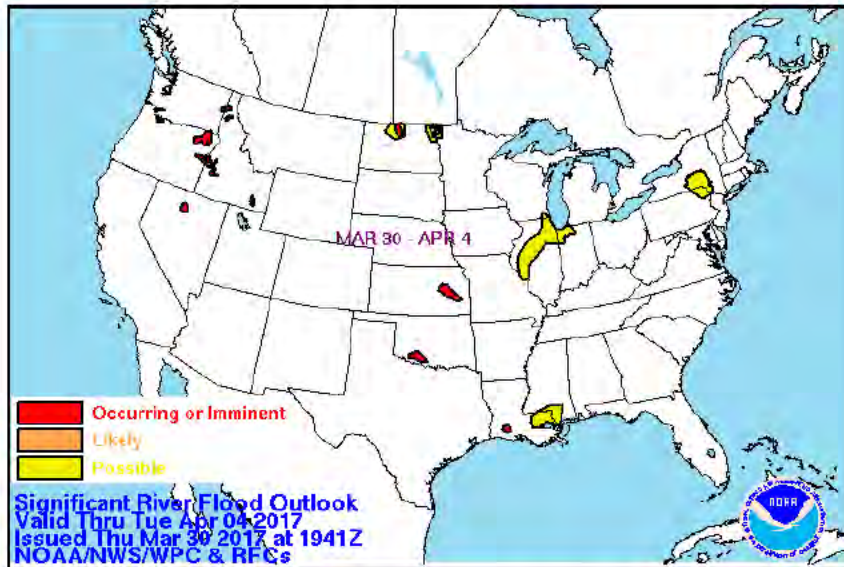 MAR 30 - APR 4
Occurring or Imminent
Likely
Possible
Significant River Flood Outlook
Valid Thru Tue Apr 04 2017
Issued Thu Mar 30 2017 at 1941Z
NOAA/NWS/WPC & RFCs
NOAA